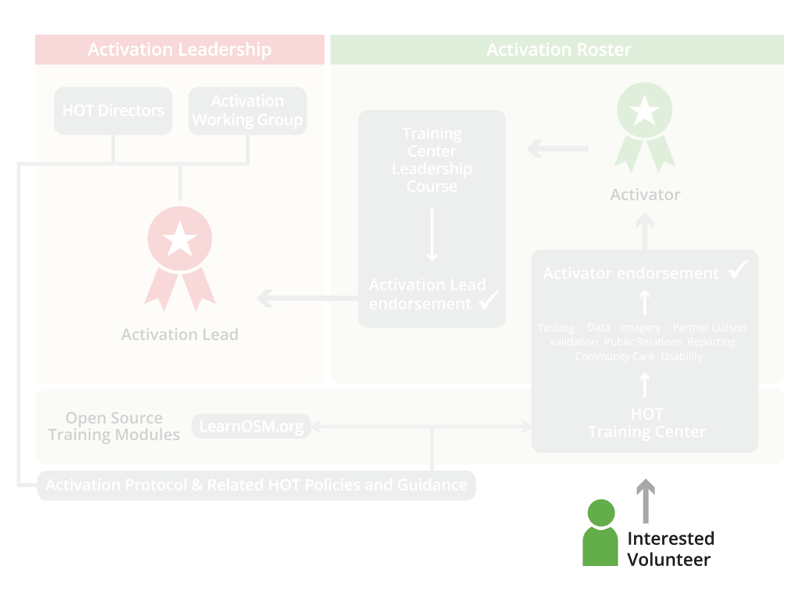 Activation Leadership
Activation Roster
HOT Directors
Activation
Working Group
Training
Center
Leadership
Course
Activator
Activation Lead
endorsement
Activator endorsement
Activation Lead
Tasking Data Imagery Partner Liaison
Validation Public Relations Reporting
Community Care Usability
HOT
Training Center
Open Source
Training Modules
LearnOSM.org
Activation Protocol & Related HOT Policies and Guidance
Interested
Volunteer